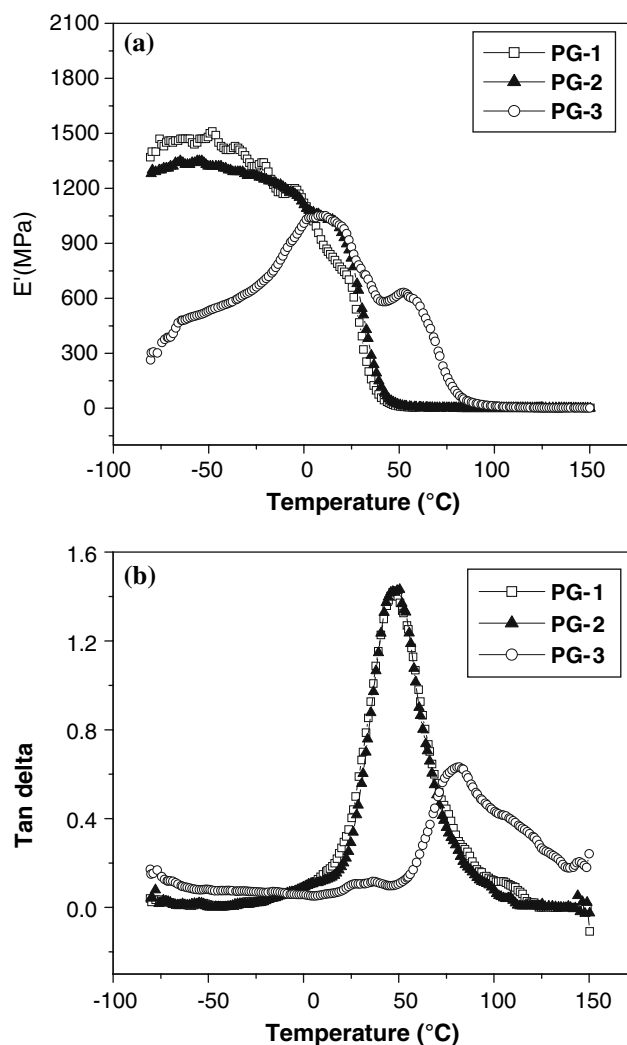 (a)
2100
1800
1500
1200
900
600
300
0
E'(MPa)
PG-1
PG-2
PG-3
-100 -50 0 50 100 150
Temperature (°C)
(b)
1.6
1.2
0.8
0.4
0.0
Tan delta
PG-1
PG-2
PG-3
-100 -50 0 50 100 150
Temperature (°C)